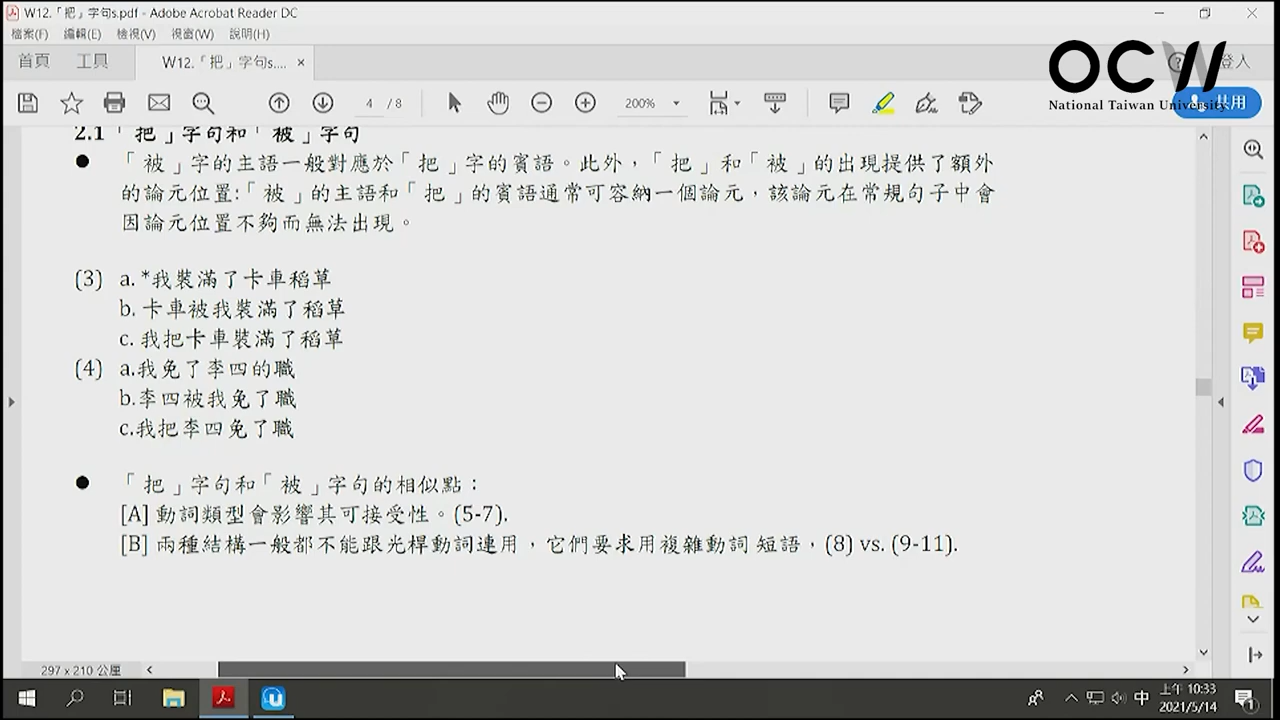 W12.「把」字句s.pdf - Adobe Acrobat Reader DC
檔案(F) 編輯(E) 檢視(V) 視窗(W) 說明(H)
首頁 工具 W12.「把」字句s.... × 登入
OCW
National Taiwan University
4 / 8 200% 共用
2.1「把」字句和「被」字句
● 「被」字的主語一般對應於「把」字的賓語。此外，「把」和「被」的出現提供了額外
的論元位置:「被」的主語和「把」的賓語通常可容納一個論元，該論元在常規句子中會
因論元位置不夠而無法出現。
(3) a. *我裝滿了卡車稻草
b. 卡車被我裝滿了稻草
c. 我把卡車裝滿了稻草
(4) a.我免了李四的職
b.李四被我免了職
c.我把李四免了職
● 「把」字句和「被」字句的相似點：
[A] 動詞類型會影響其可接受性。(5-7).
[B] 兩種結構一般都不能跟光桿動詞連用，它們要求用複雜動詞 短語，(8) vs. (9-11).
297 x 210 公釐
中 上午 10:33
2021/5/14
1